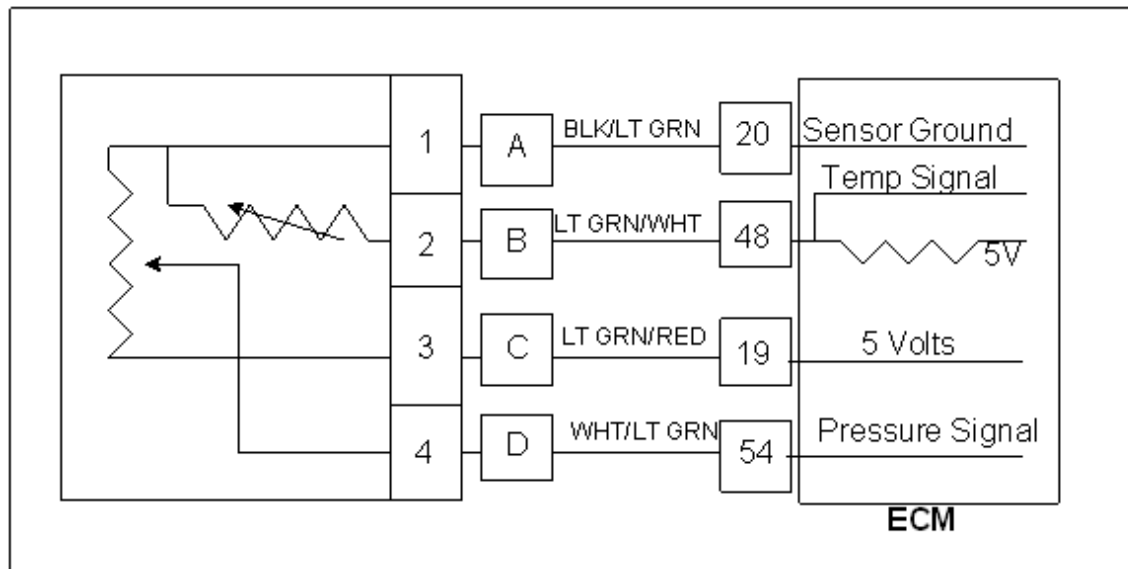 1 A BLK/LT GRN 20 Sensor Ground
Temp Signal
2 B LT GRN/WHT 48 5V
3 C LT GRN/RED 19 5 Volts
4 D WHT/LT GRN 54 Pressure Signal
ECM